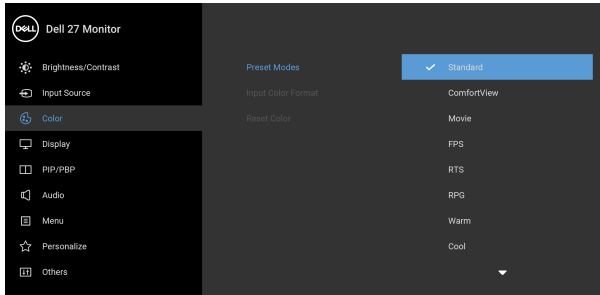 DELL Dell 27 Monitor
Brightness/Contrast
Input Source
Color
Display
PIP/PBP
Audio
Menu
Personalize
Others
Preset Modes
Input Color Format
Reset Color
Standard
ComfortView
Movie
FPS
RTS
RPG
Warm
Cool